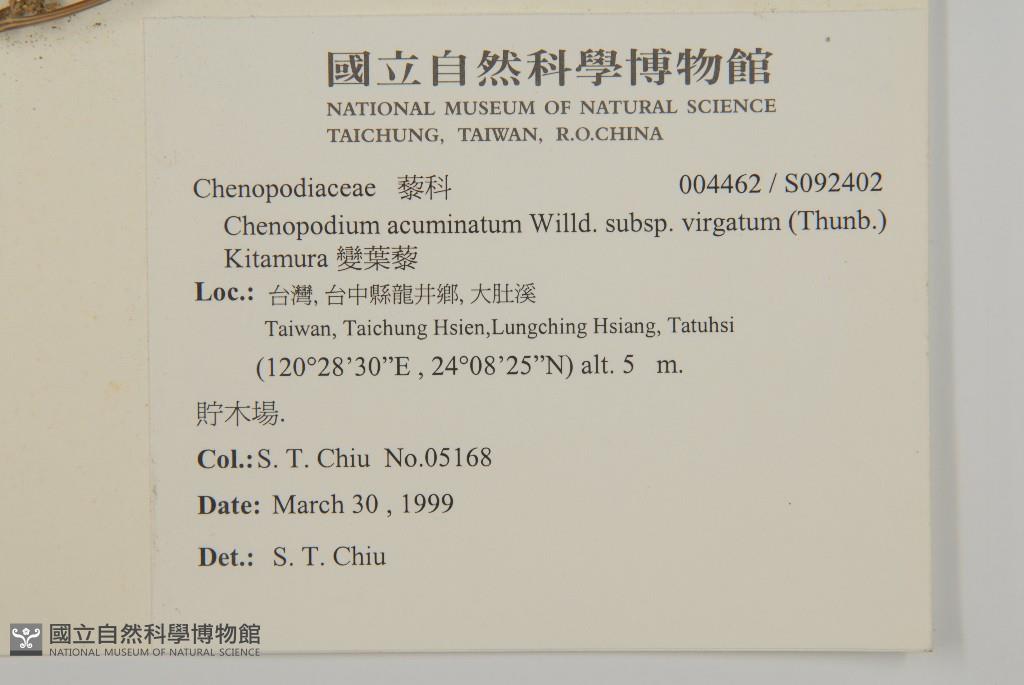 國立自然科學博物館
NATIONAL MUSEUM OF NATURAL SCIENCE
TAICHUNG, TAIWAN, R.O.CHINA
Chenopodiaceae 藜科 004462 / S092402
Chenopodium acuminatum Willd. subsp. virgatum (Thunb.)
Kitamura 變葉藜
Loc.: 台灣, 台中縣龍井鄉, 大肚溪
Taiwan, Taichung Hsien,Lungching Hsiang, Tatuhsi
(120°28’30”E , 24°08’25”N) alt. 5 m.
貯木場.
Col.: S. T. Chiu No.05168
Date: March 30 , 1999
Det.: S. T. Chiu
國立自然科學博物館
NATIONAL MUSEUM OF NATURAL SCIENCE